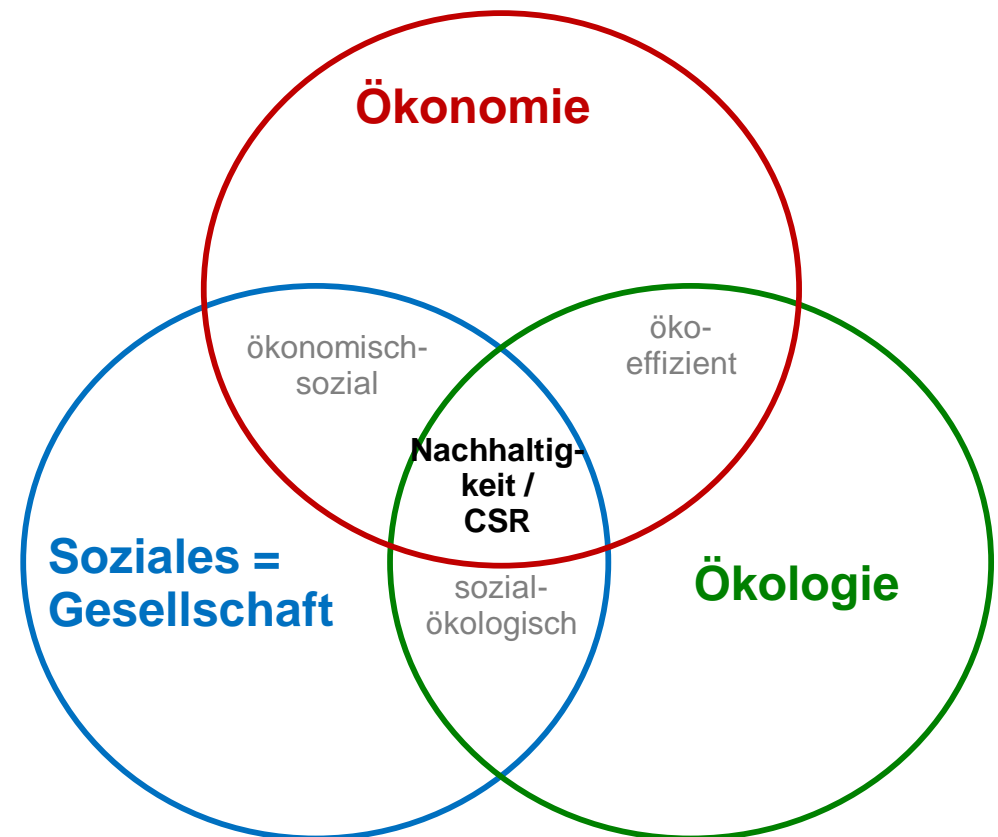 Ökonomie
ökonomisch-
sozial
öko-
effizient
Nachhaltig-
keit /
CSR
Soziales =
Gesellschaft
sozial-
ökologisch
Ökologie